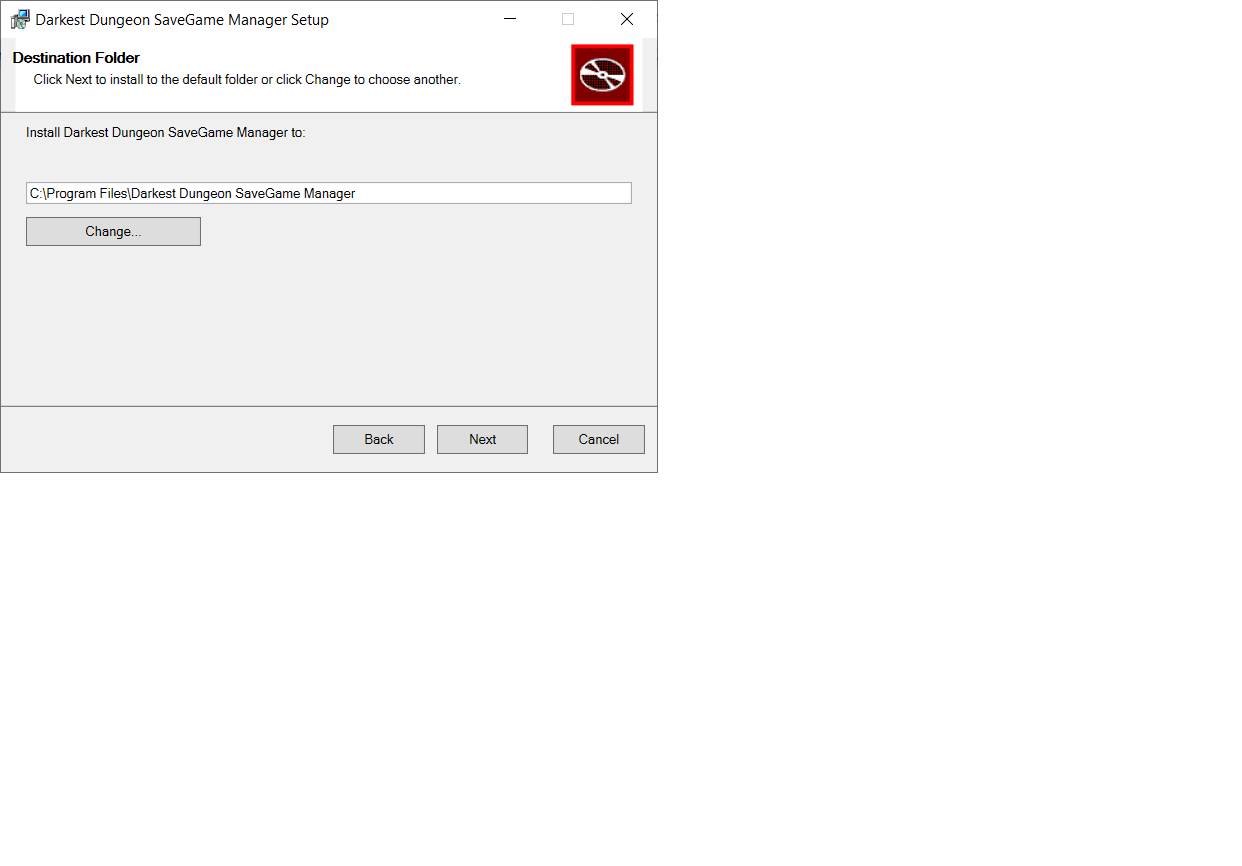 Darkest Dungeon SaveGame Manager Setup
Destination Folder
Click Next to install to the default folder or click Change to choose another.
Install Darkest Dungeon SaveGame Manager to:
C:\Program Files\Darkest Dungeon SaveGame Manager
Change...
Back Next Cancel